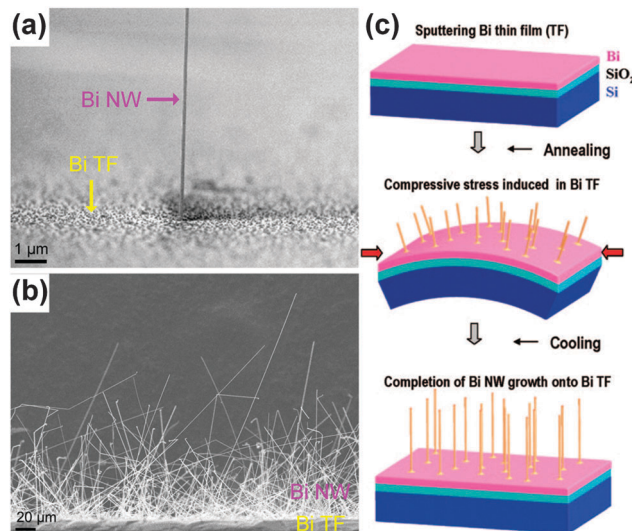 (a)
Bi NW
Bi TF
1 µm
(b)
Bi NW
20 µm
Bi TF
(c)
Sputtering Bi thin film (TF)
Bi
SiO2
Si
Annealing
Compressive stress induced in Bi TF
Cooling
Completion of Bi NW growth onto Bi TF